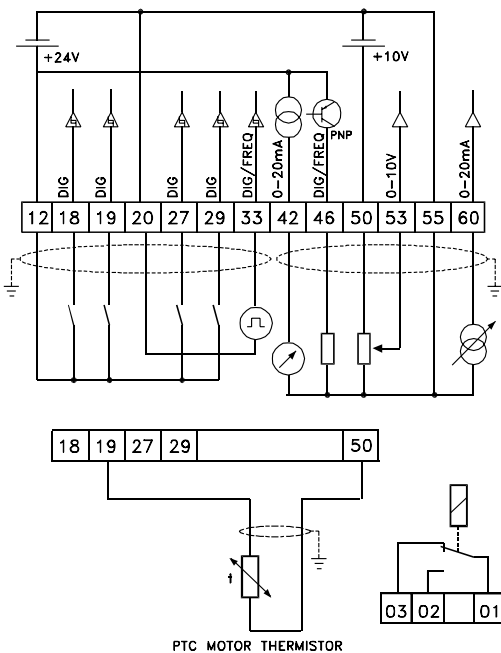 +24V
+10V
PNP
DIG
DIG
DIG
DIG
DIG/FREQ
0-20mA
DIG/FREQ
0-10V
0-20mA
12 18 19 20 27 29 33 42 46 50 53 55 60
18 19 27 29 50
t
03 02 01
PTC MOTOR THERMISTOR